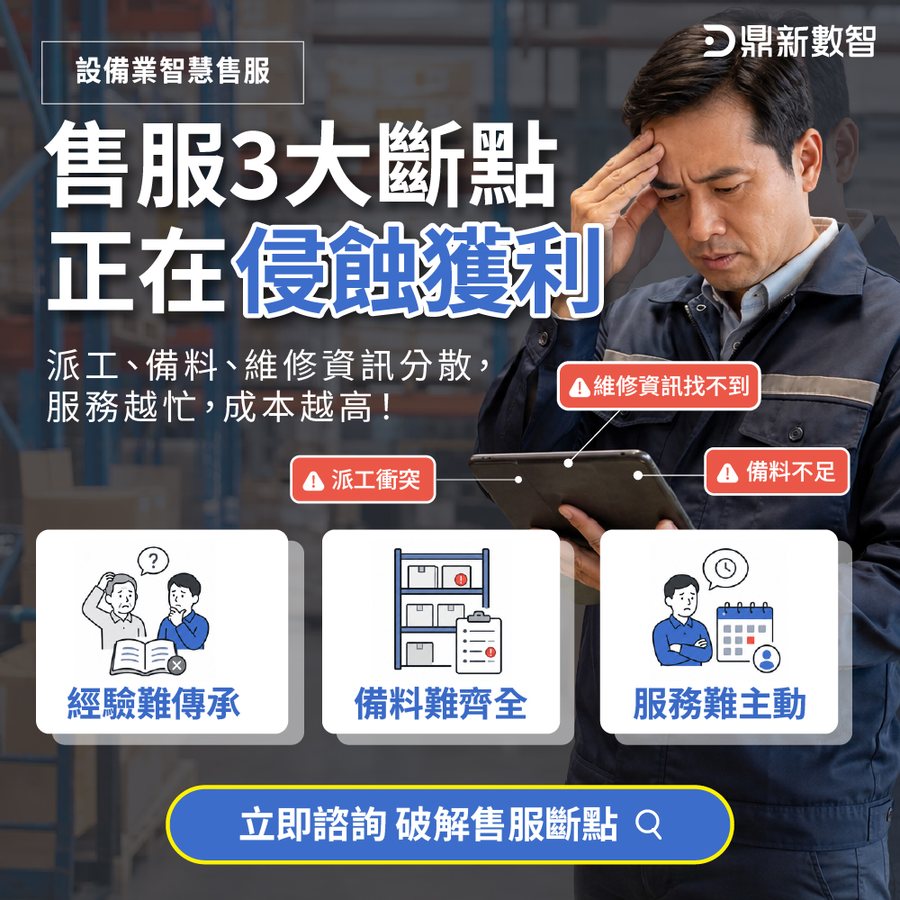 鼎新數智
設備業智慧售服
售服3大斷點
正在侵蝕獲利
派工、備料、維修資訊分散，
服務越忙，成本越高！
維修資訊找不到
派工衝突
備料不足
?
經驗難傳承
備料難齊全
服務難主動
立即諮詢 破解售服斷點